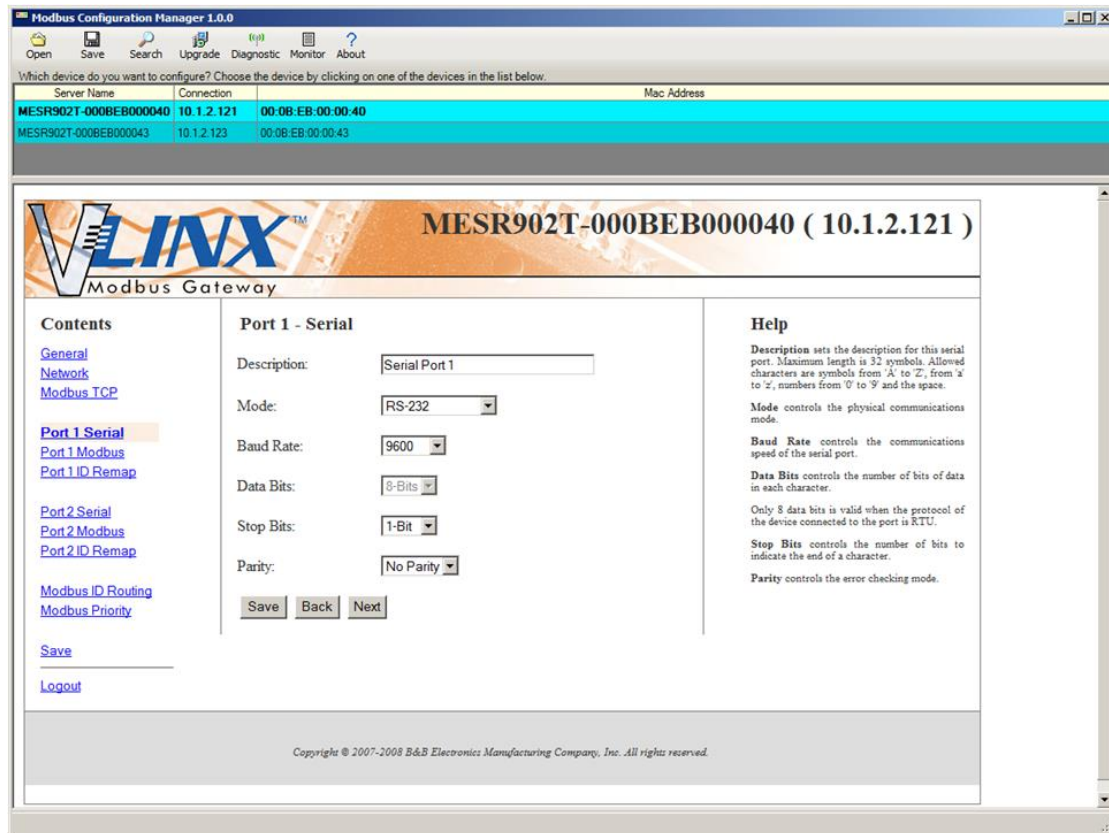 Modbus Configuration Manager 1.0.0
Open Save Search Upgrade Diagnostic Monitor About
Which device do you want to configure? Choose the device by clicking on one of the devices in the list below.
Server Name Connection Mac Address
MESR902T-000BEB000040 10.1.2.121 00:0B:EB:00:00:40
MESR902T-000BEB000043 10.1.2.123 00:0B:EB:00:00:43
VLINX™
Modbus Gateway
MESR902T-000BEB000040 ( 10.1.2.121 )
Contents
General
Network
Modbus TCP
Port 1 Serial
Port 1 Modbus
Port 1 ID Remap
Port 2 Serial
Port 2 Modbus
Port 2 ID Remap
Modbus ID Routing
Modbus Priority
Save
Logout
Port 1 - Serial
Description: Serial Port 1
Mode: RS-232
Baud Rate: 9600
Data Bits: 8-Bits
Stop Bits: 1-Bit
Parity: No Parity
Save Back Next
Help
Description sets the description for this serial
port. Maximum length is 32 symbols. Allowed
characters are symbols from 'A' to 'Z', from 'a'
to 'z', numbers from '0' to '9' and the space.
Mode controls the physical communications
mode.
Baud Rate controls the communications
speed of the serial port.
Data Bits controls the number of bits of data
in each character.
Only 8 data bits is valid when the protocol of
the device connected to the port is RTU.
Stop Bits controls the number of bits to
indicate the end of a character.
Parity controls the error checking mode.
Copyright © 2007-2008 B&B Electronics Manufacturing Company, Inc. All rights reserved.